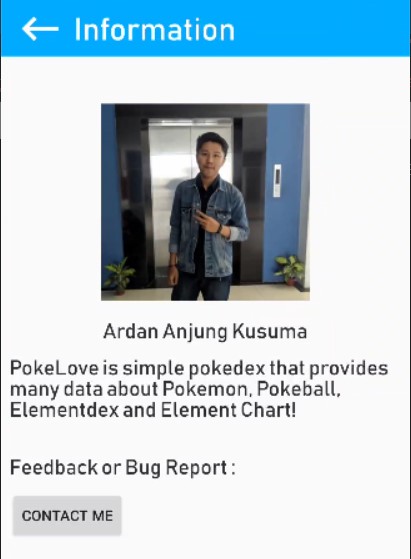 Information
Ardan Anjung Kusuma
PokeLove is simple pokedex that provides
many data about Pokemon, Pokeball,
Elementdex and Element Chart!
Feedback or Bug Report :
CONTACT ME